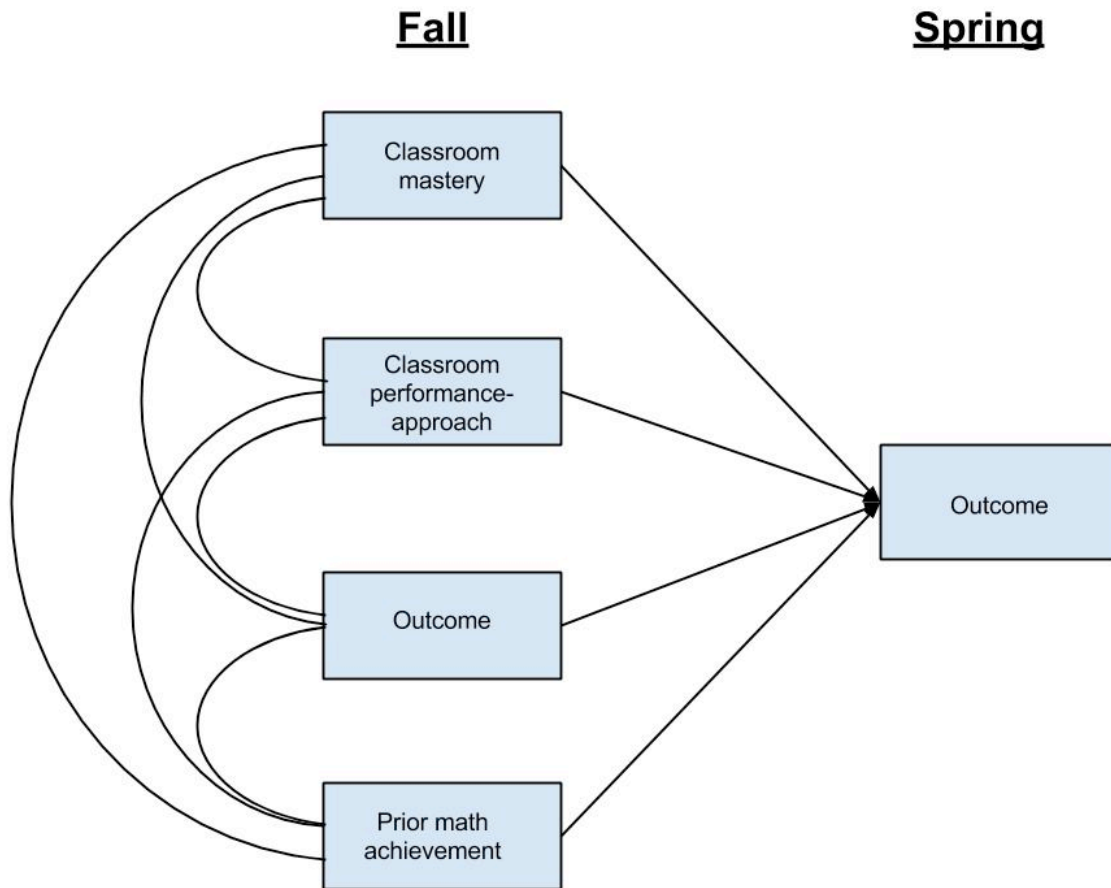 Fall
Spring
Classroom
mastery
Classroom
performance-
approach
Outcome
Outcome
Prior math
achievement